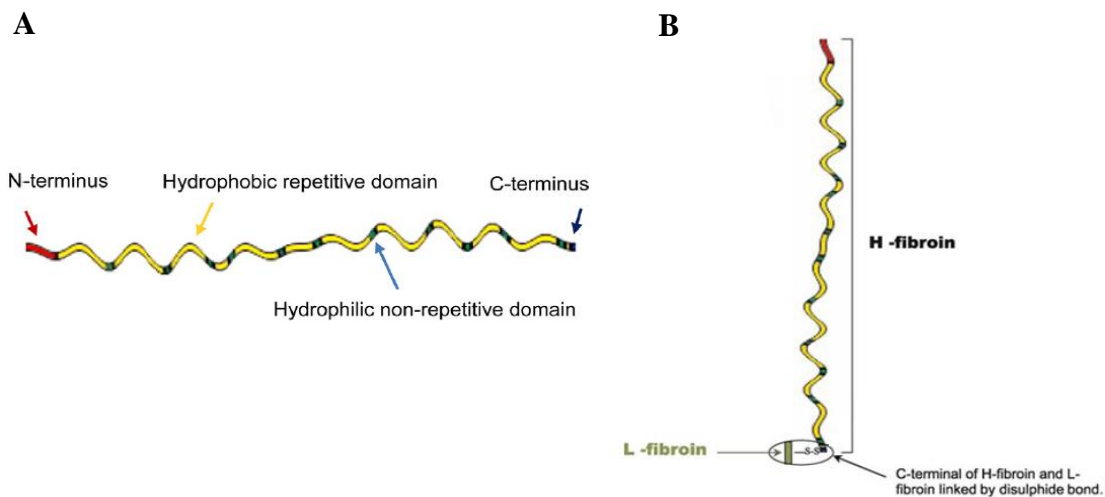 A
B
N-terminus
Hydrophobic repetitive domain
C-terminus
Hydrophilic non-repetitive domain
H -fibroin
L -fibroin
S-S
C-terminal of H-fibroin and L-
fibroin linked by disulphide bond.